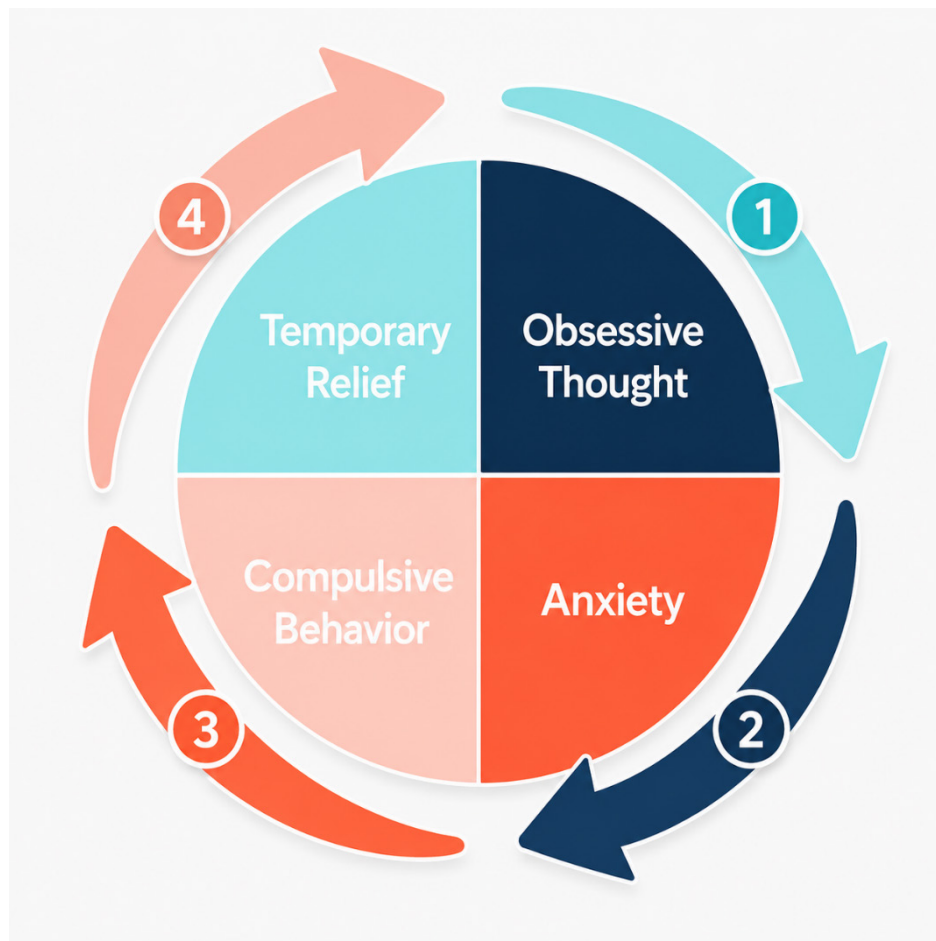 1
Obsessive
Thought
2
Anxiety
3
Compulsive
Behavior
4
Temporary
Relief